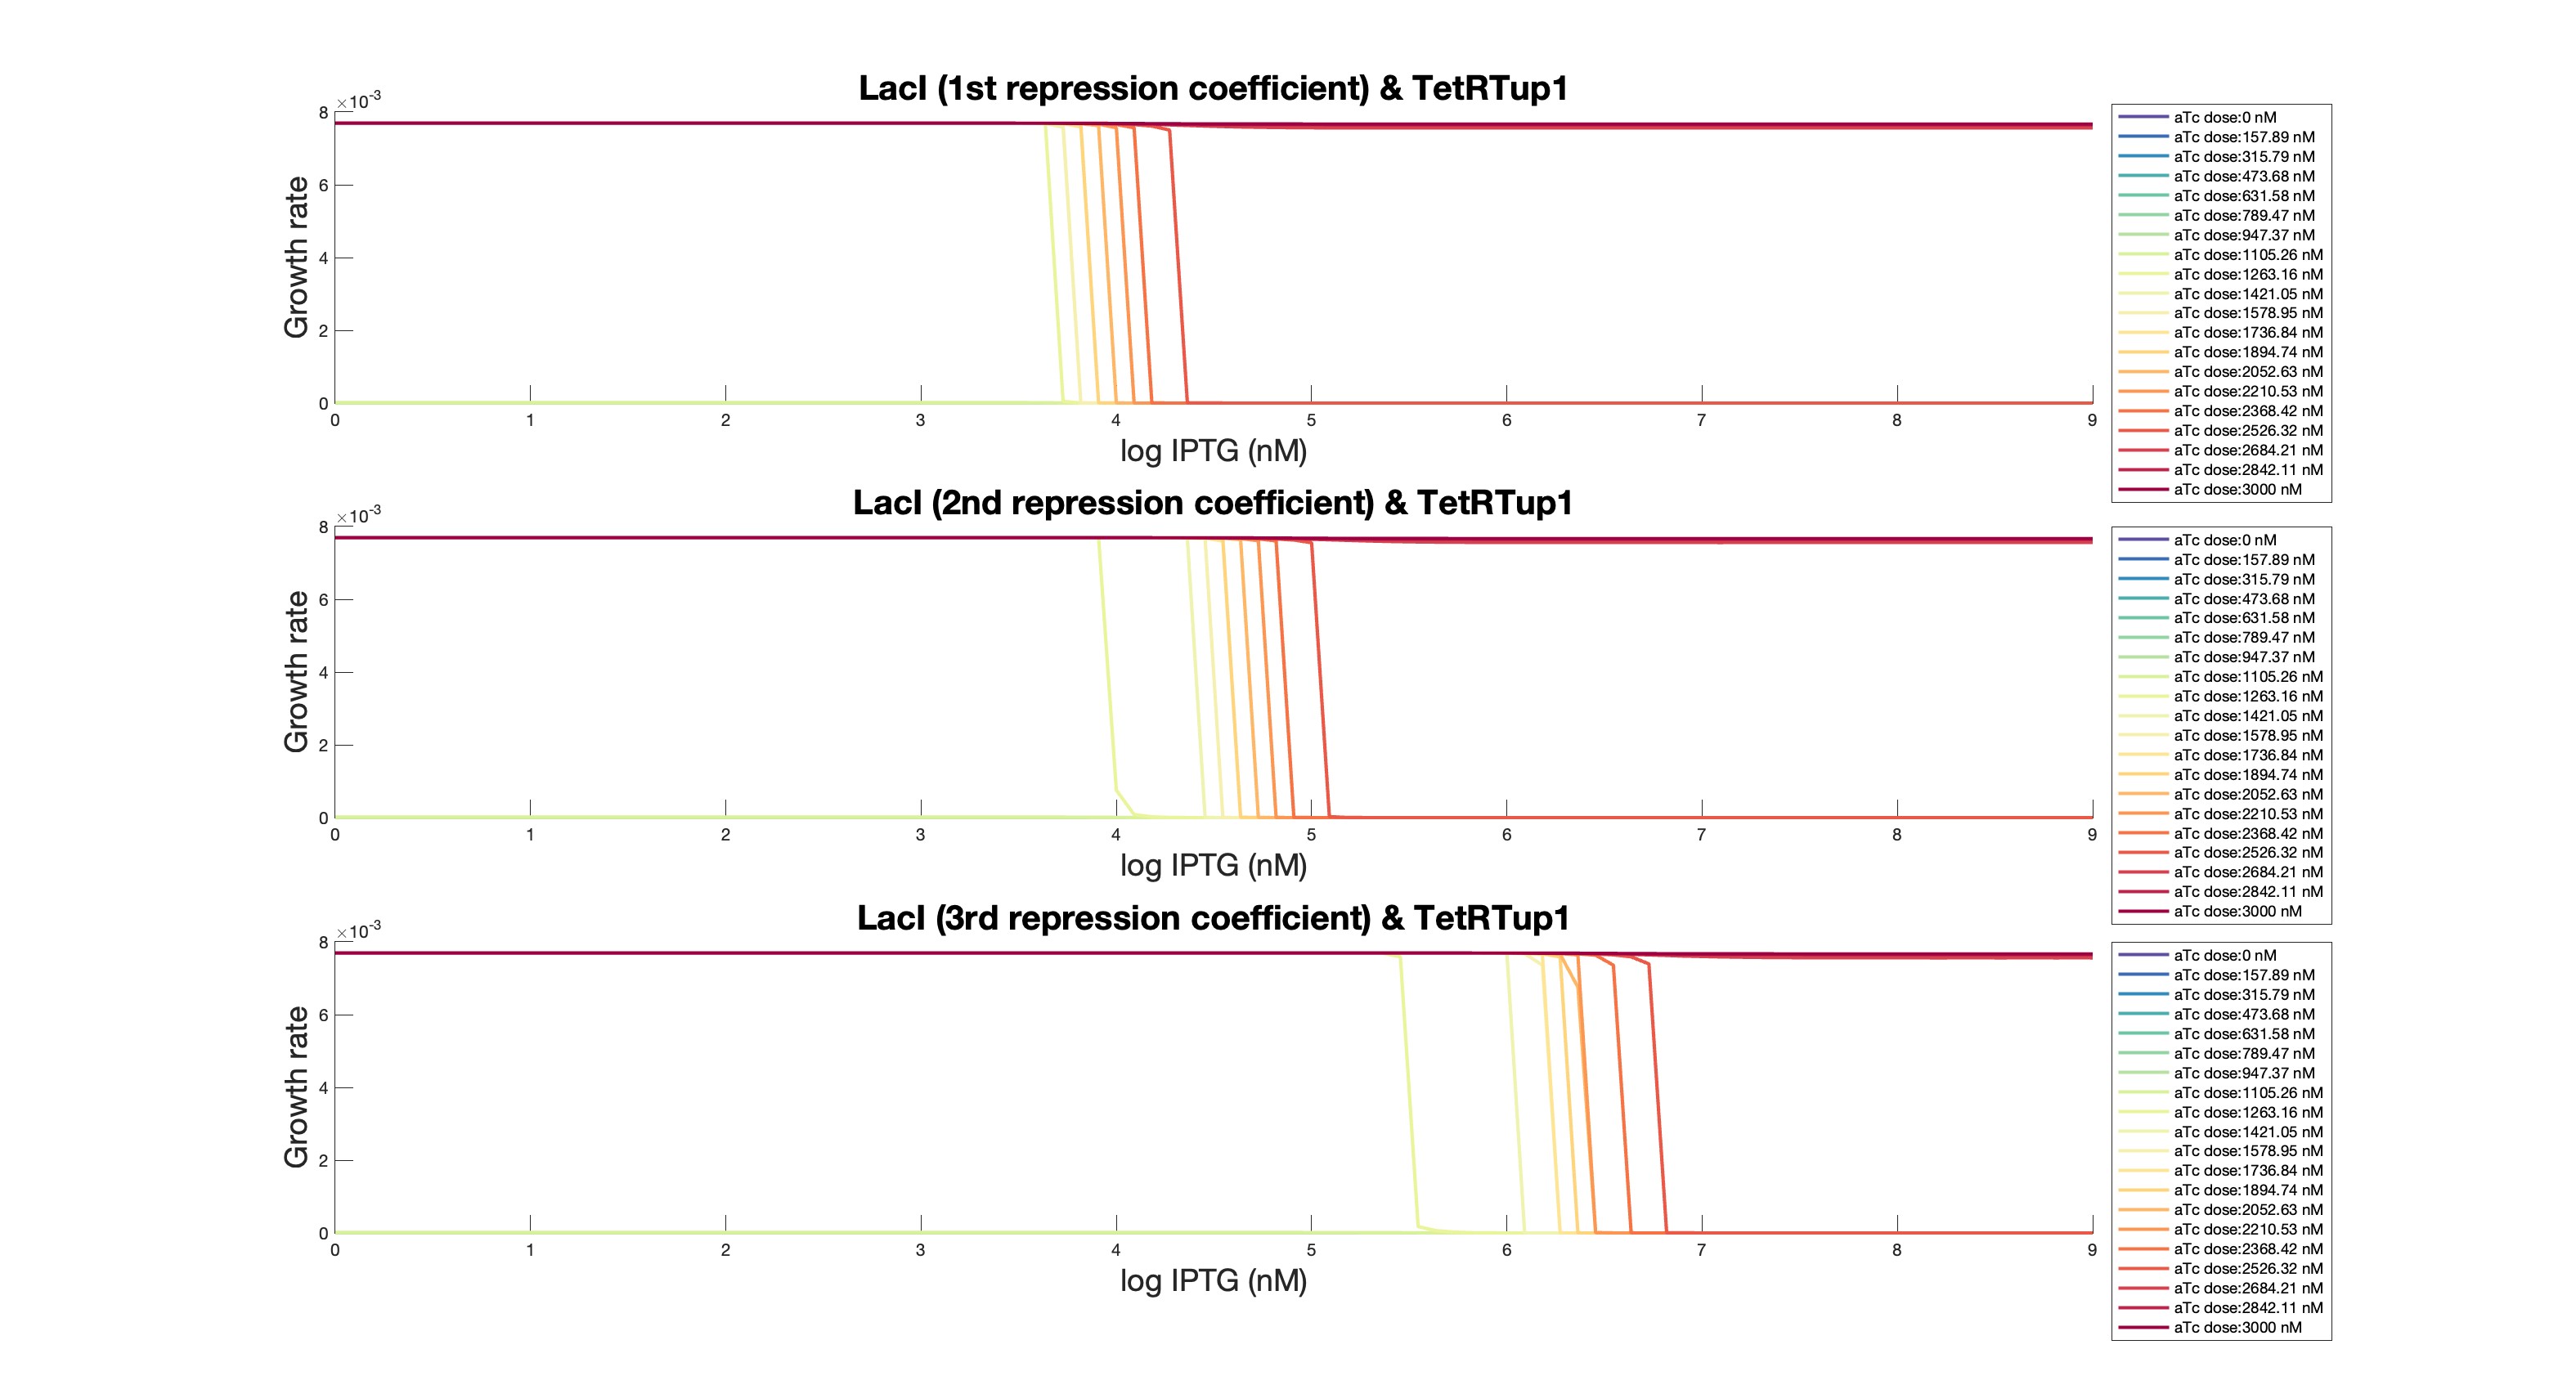 LacI (1st repression coefficient) & TetRTup1
×10-3
8
6
4
2
0
Growth rate
0 1 2 3 4 5 6 7 8 9
log IPTG (nM)
aTc dose:0 nM
aTc dose:157.89 nM
aTc dose:315.79 nM
aTc dose:473.68 nM
aTc dose:631.58 nM
aTc dose:789.47 nM
aTc dose:947.37 nM
aTc dose:1105.26 nM
aTc dose:1263.16 nM
aTc dose:1421.05 nM
aTc dose:1578.95 nM
aTc dose:1736.84 nM
aTc dose:1894.74 nM
aTc dose:2052.63 nM
aTc dose:2210.53 nM
aTc dose:2368.42 nM
aTc dose:2526.32 nM
aTc dose:2684.21 nM
aTc dose:2842.11 nM
aTc dose:3000 nM
LacI (2nd repression coefficient) & TetRTup1
×10-3
8
6
4
2
0
Growth rate
0 1 2 3 4 5 6 7 8 9
log IPTG (nM)
aTc dose:0 nM
aTc dose:157.89 nM
aTc dose:315.79 nM
aTc dose:473.68 nM
aTc dose:631.58 nM
aTc dose:789.47 nM
aTc dose:947.37 nM
aTc dose:1105.26 nM
aTc dose:1263.16 nM
aTc dose:1421.05 nM
aTc dose:1578.95 nM
aTc dose:1736.84 nM
aTc dose:1894.74 nM
aTc dose:2052.63 nM
aTc dose:2210.53 nM
aTc dose:2368.42 nM
aTc dose:2526.32 nM
aTc dose:2684.21 nM
aTc dose:2842.11 nM
aTc dose:3000 nM
LacI (3rd repression coefficient) & TetRTup1
×10-3
8
6
4
2
0
Growth rate
0 1 2 3 4 5 6 7 8 9
log IPTG (nM)
aTc dose:0 nM
aTc dose:157.89 nM
aTc dose:315.79 nM
aTc dose:473.68 nM
aTc dose:631.58 nM
aTc dose:789.47 nM
aTc dose:947.37 nM
aTc dose:1105.26 nM
aTc dose:1263.16 nM
aTc dose:1421.05 nM
aTc dose:1578.95 nM
aTc dose:1736.84 nM
aTc dose:1894.74 nM
aTc dose:2052.63 nM
aTc dose:2210.53 nM
aTc dose:2368.42 nM
aTc dose:2526.32 nM
aTc dose:2684.21 nM
aTc dose:2842.11 nM
aTc dose:3000 nM